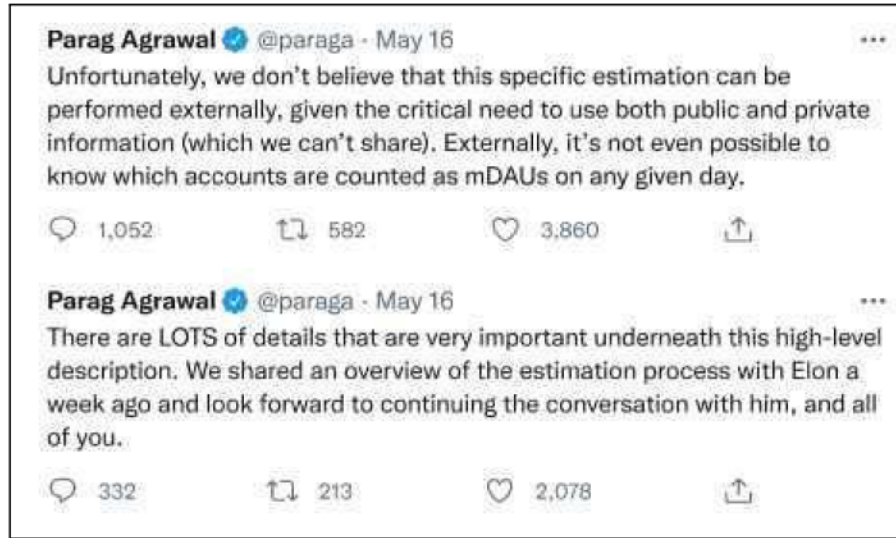 Parag Agrawal @paraga · May 16
Unfortunately, we don't believe that this specific estimation can be
performed externally, given the critical need to use both public and private
information (which we can't share). Externally, it's not even possible to
know which accounts are counted as mDAUs on any given day.
1,052 582 3,860
Parag Agrawal @paraga · May 16
There are LOTS of details that are very important underneath this high-level
description. We shared an overview of the estimation process with Elon a
week ago and look forward to continuing the conversation with him, and all
of you.
332 213 2,078